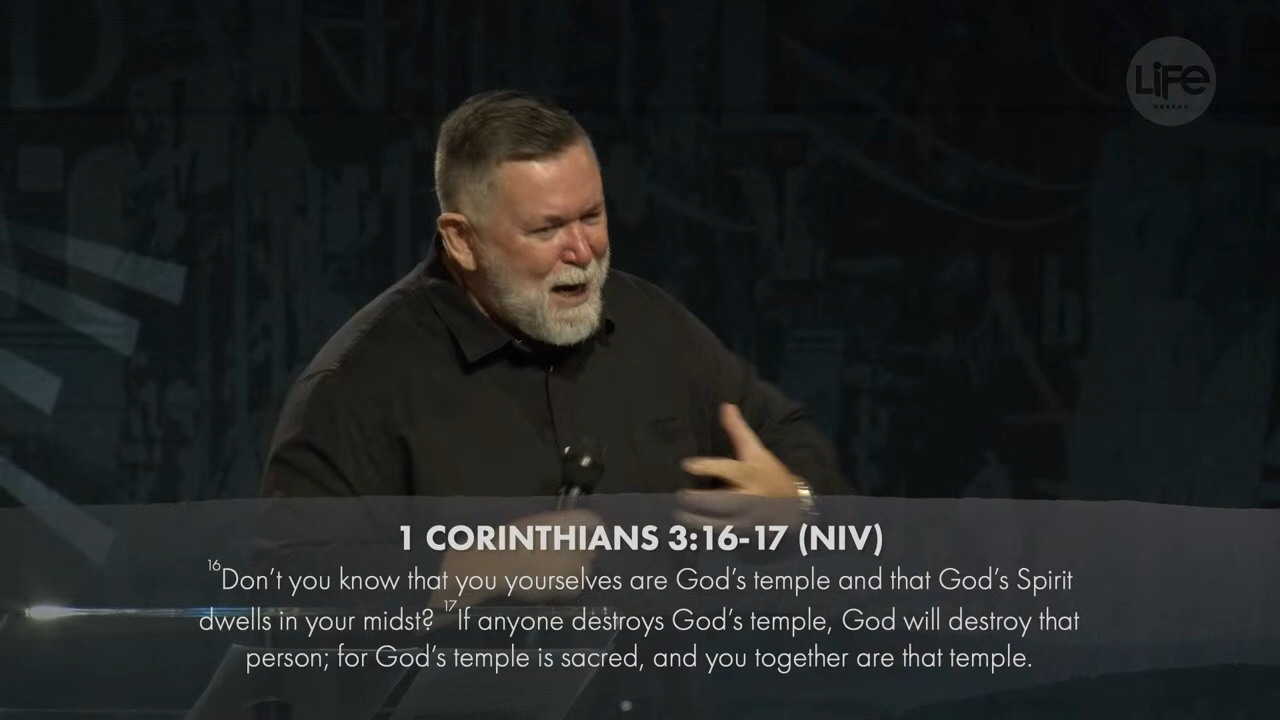 LiFe
CHURCH
1 CORINTHIANS 3:16-17 (NIV)
16Don't you know that you yourselves are God's temple and that God's Spirit
dwells in your midst? 17If anyone destroys God's temple, God will destroy that
person; for God's temple is sacred, and you together are that temple.